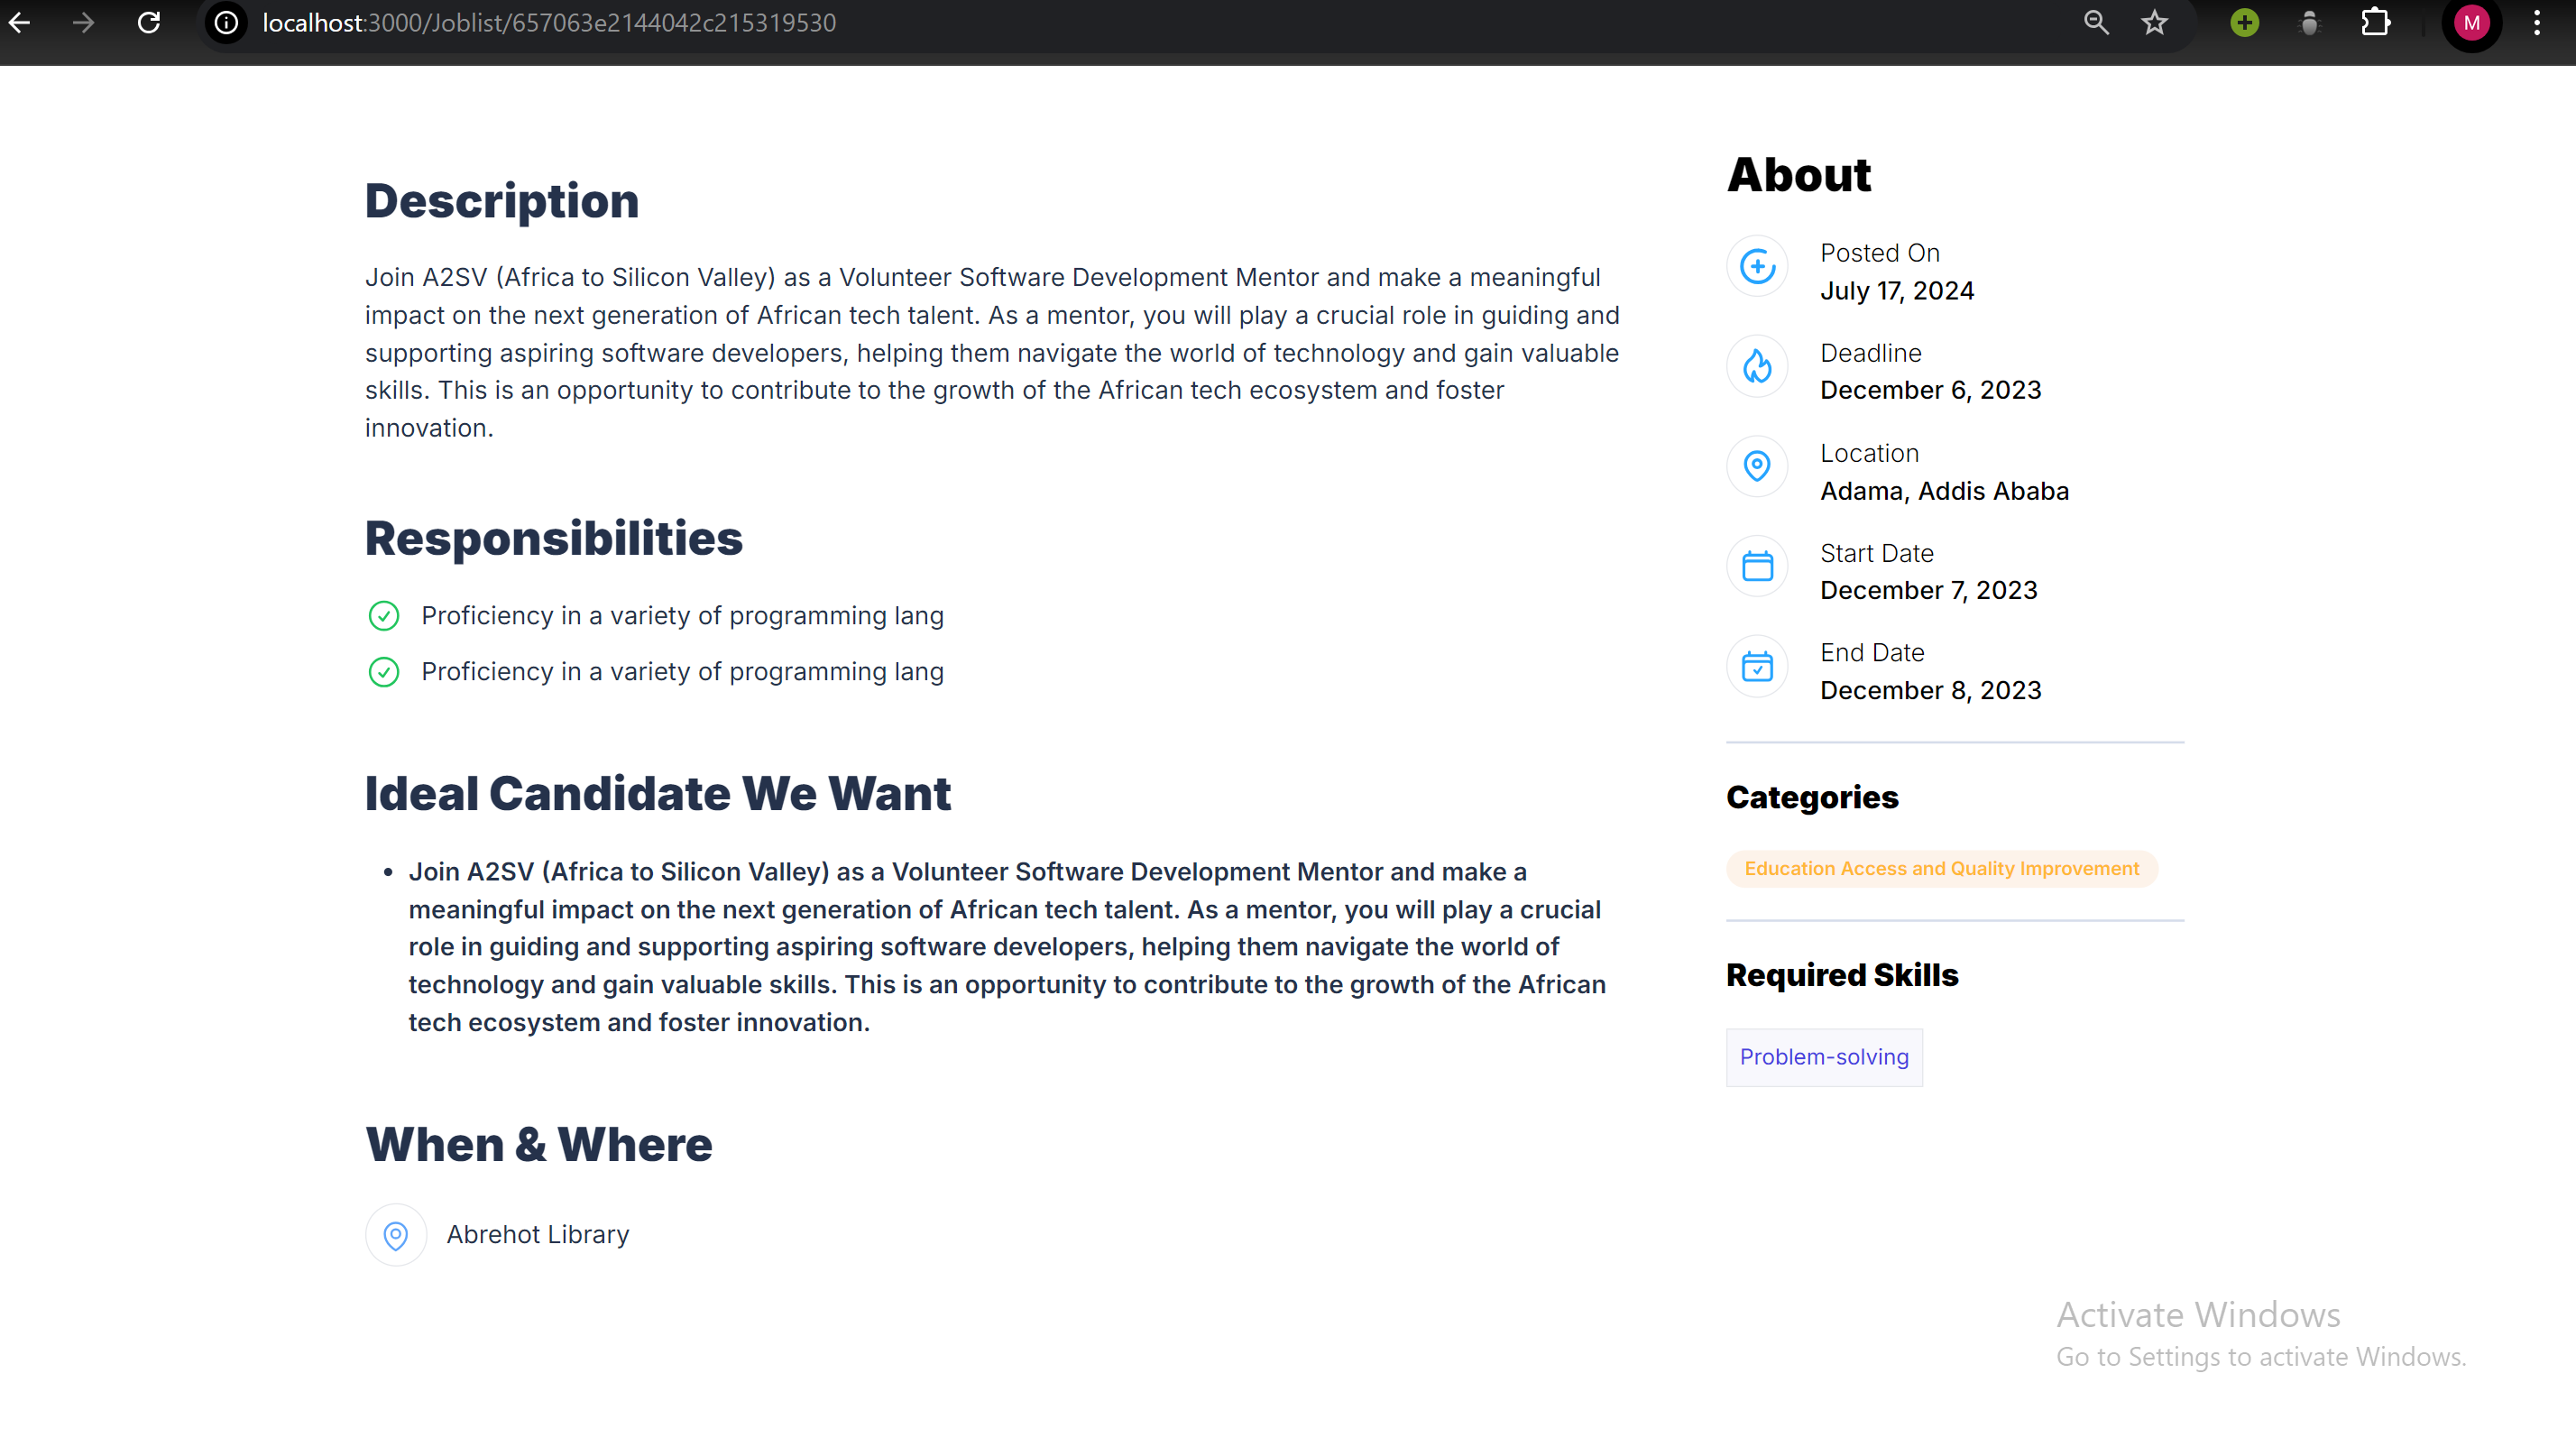 localhost:3000/Joblist/657063e2144042c215319530
M
Description
Join A2SV (Africa to Silicon Valley) as a Volunteer Software Development Mentor and make a meaningful
impact on the next generation of African tech talent. As a mentor, you will play a crucial role in guiding and
supporting aspiring software developers, helping them navigate the world of technology and gain valuable
skills. This is an opportunity to contribute to the growth of the African tech ecosystem and foster
innovation.
Responsibilities
Proficiency in a variety of programming lang
Proficiency in a variety of programming lang
Ideal Candidate We Want
• Join A2SV (Africa to Silicon Valley) as a Volunteer Software Development Mentor and make a
meaningful impact on the next generation of African tech talent. As a mentor, you will play a crucial
role in guiding and supporting aspiring software developers, helping them navigate the world of
technology and gain valuable skills. This is an opportunity to contribute to the growth of the African
tech ecosystem and foster innovation.
When & Where
Abrehot Library
About
Posted On
July 17, 2024
Deadline
December 6, 2023
Location
Adama, Addis Ababa
Start Date
December 7, 2023
End Date
December 8, 2023
Categories
Education Access and Quality Improvement
Required Skills
Problem-solving
Activate Windows
Go to Settings to activate Windows.